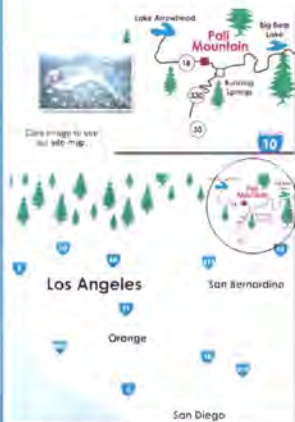 Lake Arrowhead
Big Bear
Lake
Pali
Mountain
18
Running
Springs
330
30
Click image to see
our site map.
10
Los Angeles
San Bernardino
Orange
San Diego